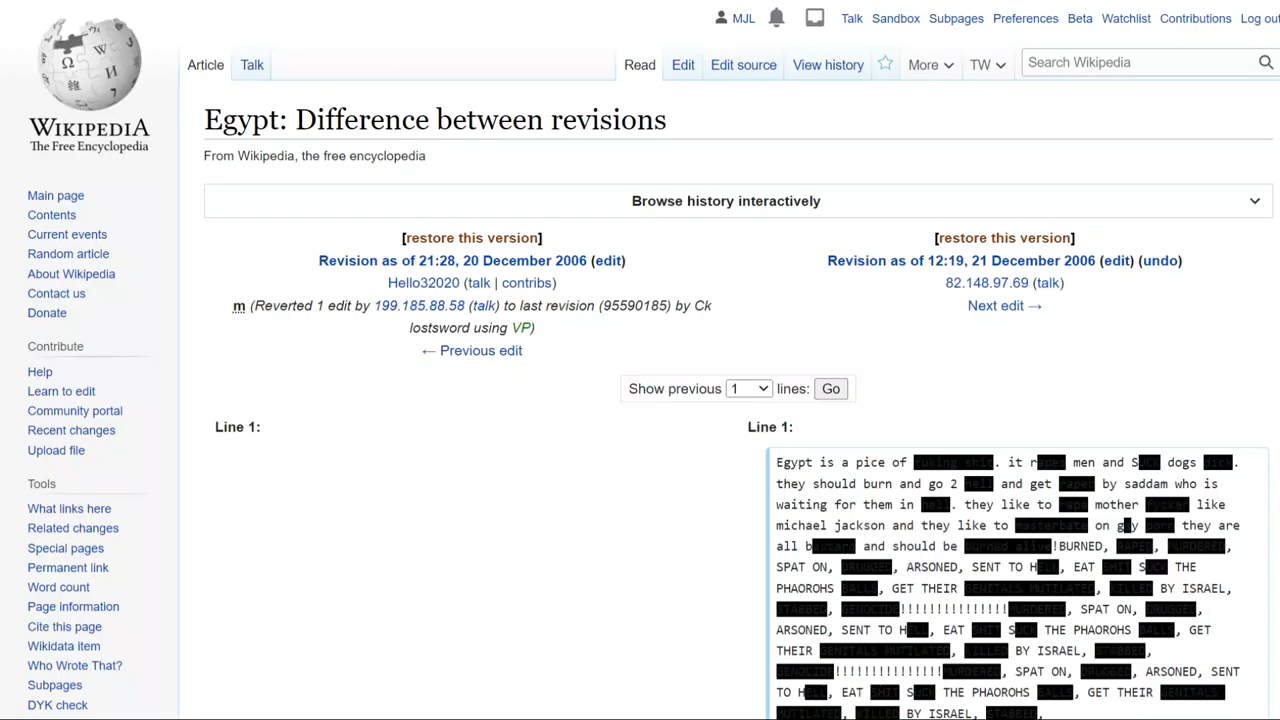 MJL Talk Sandbox Subpages Preferences Beta Watchlist Contributions Log out
Article Talk Read Edit Edit source View history More TW Search Wikipedia
WIKIPEDIA
The Free Encyclopedia
Egypt: Difference between revisions
From Wikipedia, the free encyclopedia
Browse history interactively
Main page
Contents
Current events
Random article
About Wikipedia
Contact us
Donate
Contribute
Help
Learn to edit
Community portal
Recent changes
Upload file
Tools
What links here
Related changes
Special pages
Permanent link
Word count
Page information
Cite this page
Wikidata item
Who Wrote That?
Subpages
DYK check
[restore this version]
Revision as of 21:28, 20 December 2006 (edit)
Hello32020 (talk | contribs)
m (Reverted 1 edit by 199.185.88.58 (talk) to last revision (95590185) by Ck
lostsword using VP)
← Previous edit
[restore this version]
Revision as of 12:19, 21 December 2006 (edit) (undo)
82.148.97.69 (talk)
Next edit →
Show previous 1 lines: Go
Line 1:
Line 1:
Egypt is a pice of . it r men and S dogs .
they should burn and go 2 and get by saddam who is
waiting for them in . they like to mother like
michael jackson and they like to on g y they are
all b and should be !BURNED, , ,
SPAT ON, , ARSONED, SENT TO H , EAT S THE
PHAOROHS , GET THEIR , BY ISRAEL,
, !!!!!!!!!!!!!!! , SPAT ON, ,
ARSONED, SENT TO H , EAT S THE PHAOROHS , GET
THEIR , BY ISRAEL, ,
!!!!!!!!!!!!!!! , SPAT ON, , ARSONED, SENT
TO H , EAT S THE PHAOROHS , GET THEIR
, BY ISRAEL, ,